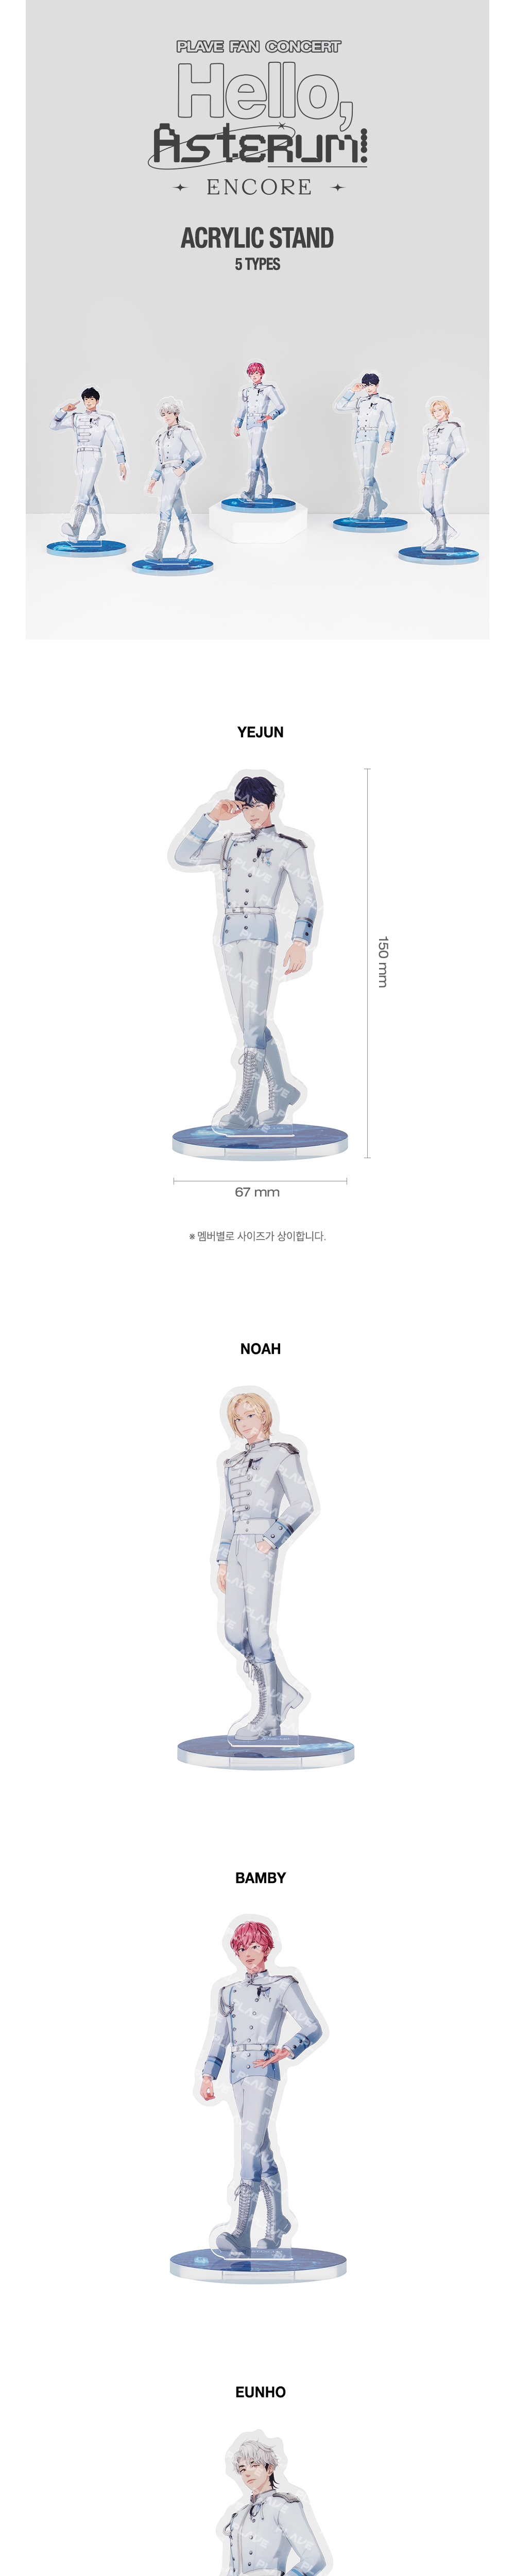 PLAVE FAN CONCERT
Hello,
Asterum!
ENCORE
ACRYLIC STAND
5 TYPES
YEJUN
150 mm
67 mm
※ 멤버별로 사이즈가 상이합니다.
NOAH
BAMBY
EUNHO